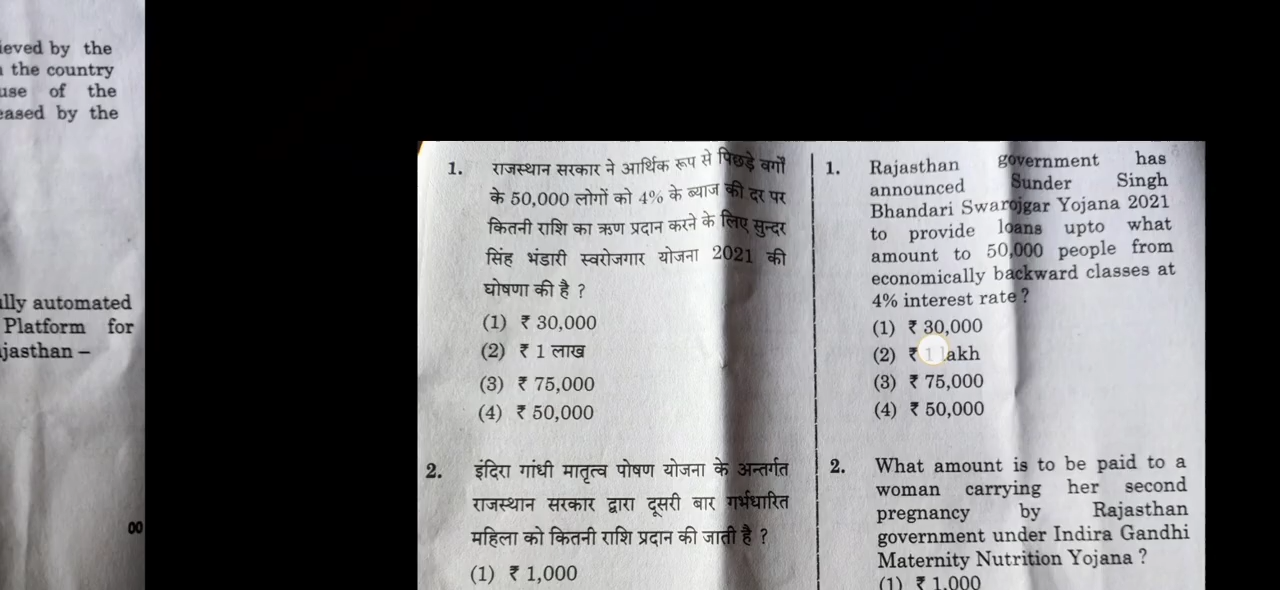 ieved by the
the country
use of the
eased by the
lly automated
Platform for
jasthan –
00
1. राजस्थान सरकार ने आर्थिक रूप से पिछड़े वर्गों
के 50,000 लोगों को 4% के ब्याज की दर पर
कितनी राशि का ऋण प्रदान करने के लिए सुन्दर
सिंह भंडारी स्वरोजगार योजना 2021 की
घोषणा की है ?
(1) ₹ 30,000
(2) ₹ 1 लाख
(3) ₹ 75,000
(4) ₹ 50,000
2. इंदिरा गांधी मातृत्व पोषण योजना के अन्तर्गत
राजस्थान सरकार द्वारा दूसरी बार गर्भधारित
महिला को कितनी राशि प्रदान की जाती है ?
(1) ₹ 1,000
1. Rajasthan government has
announced Sunder Singh
Bhandari Swarojgar Yojana 2021
to provide loans upto what
amount to 50,000 people from
economically backward classes at
4% interest rate ?
(1) ₹ 30,000
(2) ₹ 1 lakh
(3) ₹ 75,000
(4) ₹ 50,000
2. What amount is to be paid to a
woman carrying her second
pregnancy by Rajasthan
government under Indira Gandhi
Maternity Nutrition Yojana ?
(1) ₹ 1,000